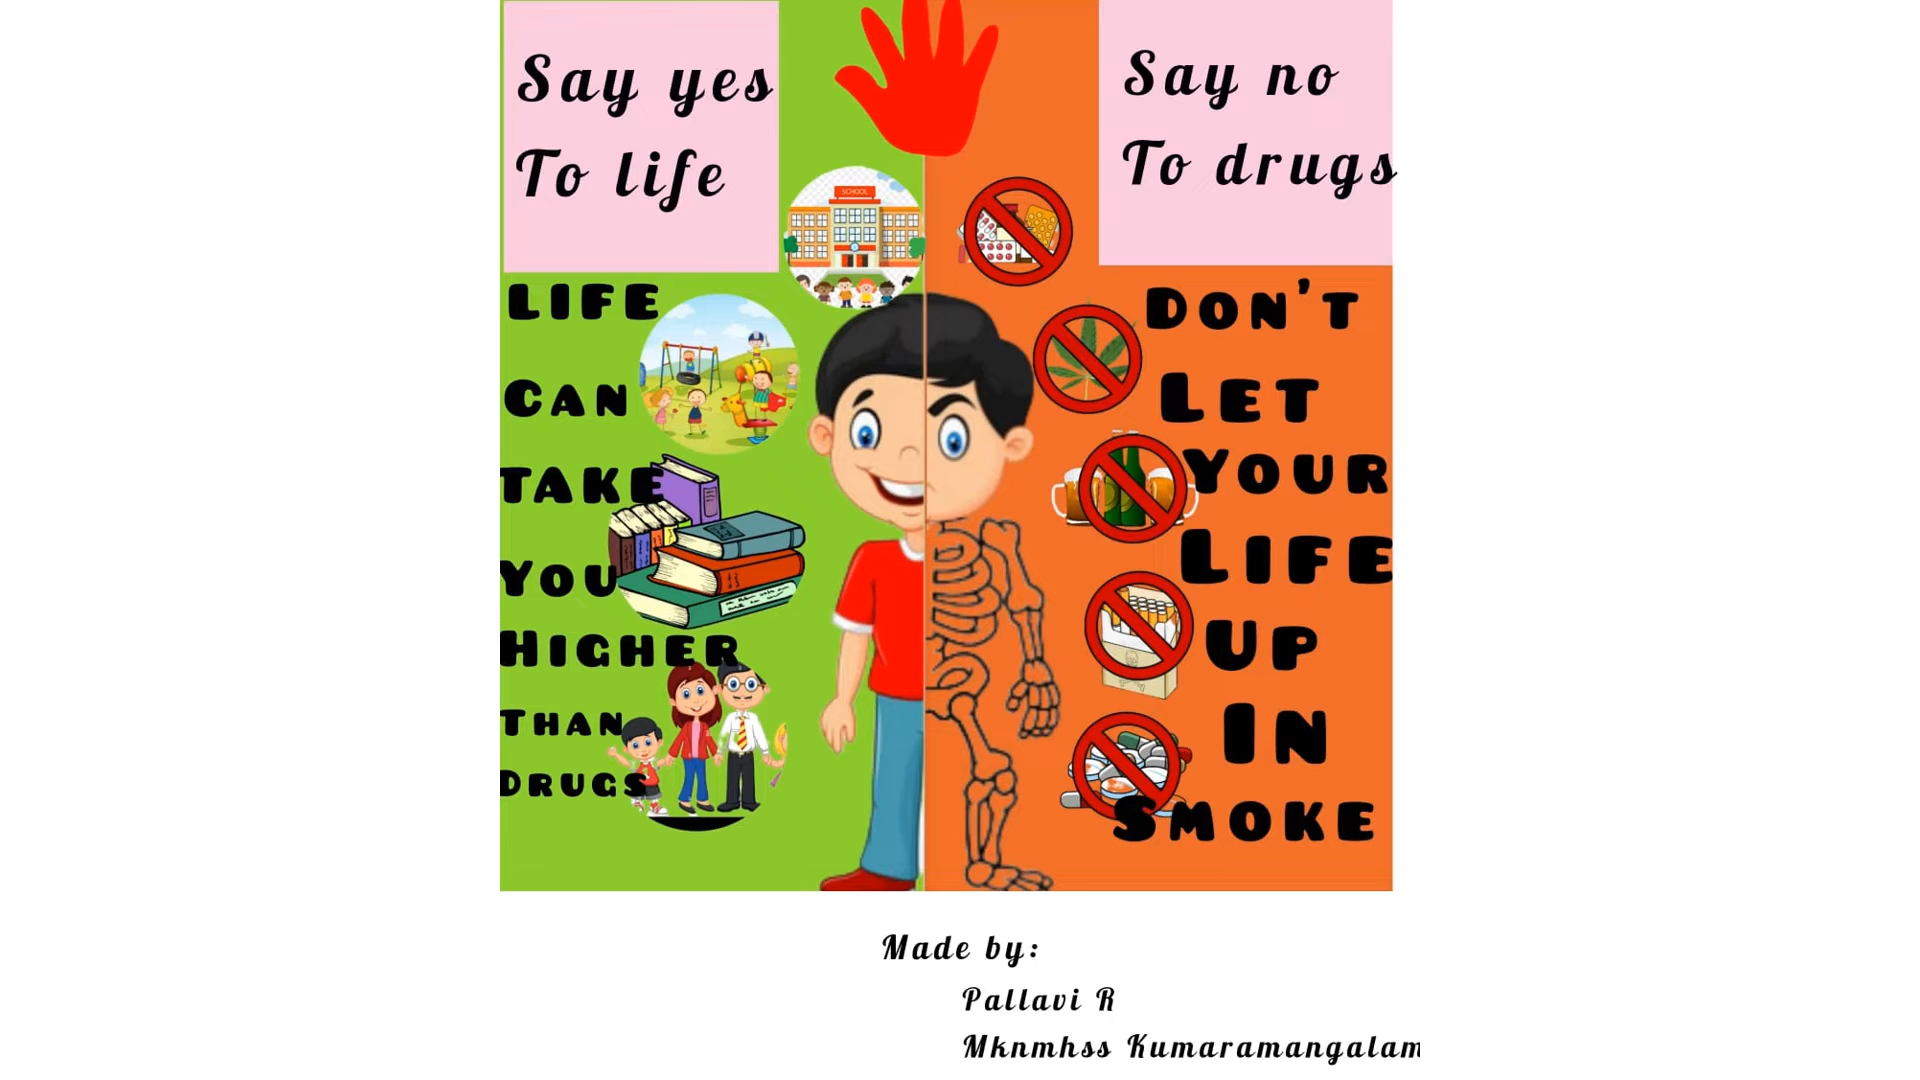 Say yes
To life
LIFE
CAN
TAKE
YOU
HIGHER
THAN
DRUGS
SCHOOL
Say no
To drugs
DON'T
LET
YOUR
LIFE
UP
IN
SMOKE
Made by:
Pallavi R
Mknmhss Kumaramangalam